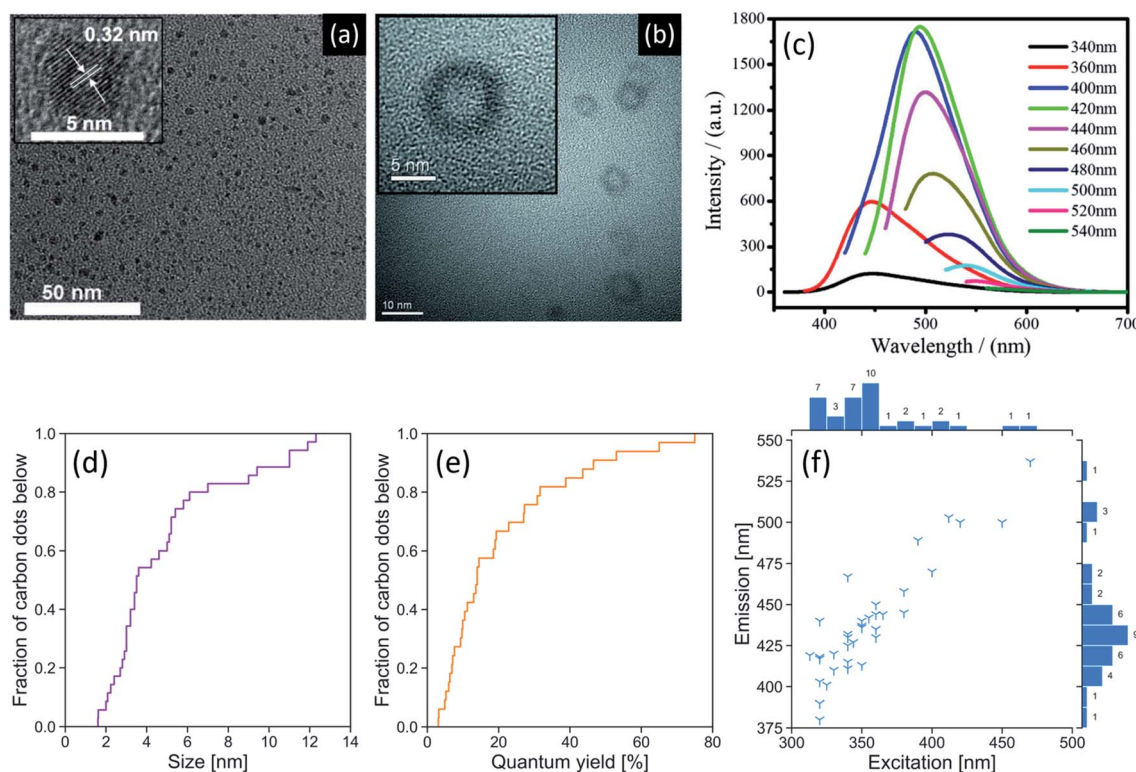 0.32 nm
5 nm
50 nm
(a)
5 nm
10 nm
(b)
(c)
Intensity / (a.u.)
1800
1500
1200
900
600
300
0
400
500
600
700
Wavelength / (nm)
340nm
360nm
400nm
420nm
440nm
460nm
480nm
500nm
520nm
540nm
(d)
Fraction of carbon dots below
1.0
0.8
0.6
0.4
0.2
0.0
0
2
4
6
8
10
12
14
Size [nm]
(e)
Fraction of carbon dots below
1.0
0.8
0.6
0.4
0.2
0.0
0
20
40
60
80
Quantum yield [%]
7
3
7
10
1
2
1
2
1
1
1
(f)
Emission [nm]
550
525
500
475
450
425
400
375
300
350
400
450
500
Excitation [nm]
1
3
1
2
2
6
9
6
4
1
1